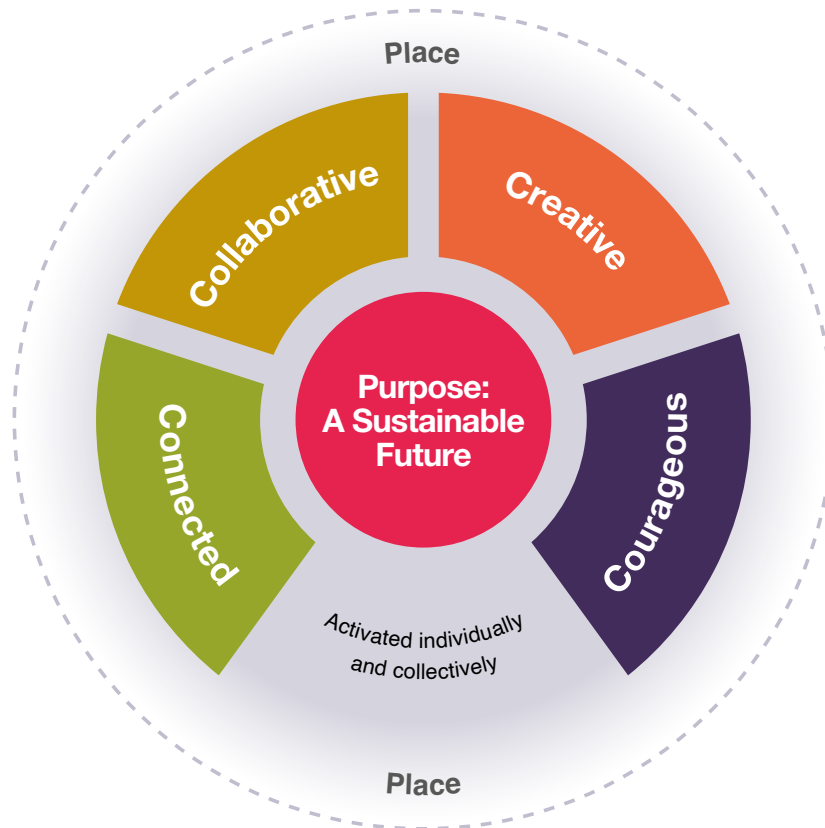 Place
Collaborative
Creative
Purpose:
A Sustainable
Future
Connected
Courageous
Activated individually
and collectively
Place